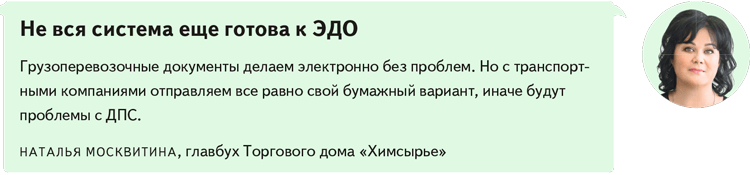 Не вся система еще готова к ЭДО
Грузоперевозочные документы делаем электронно без проблем. Но с транспорт-
ными компаниями отправляем все равно свой бумажный вариант, иначе будут
проблемы с ДПС.
НАТАЛЬЯ МОСКВИТИНА, главбух Торгового дома «Химсырье»